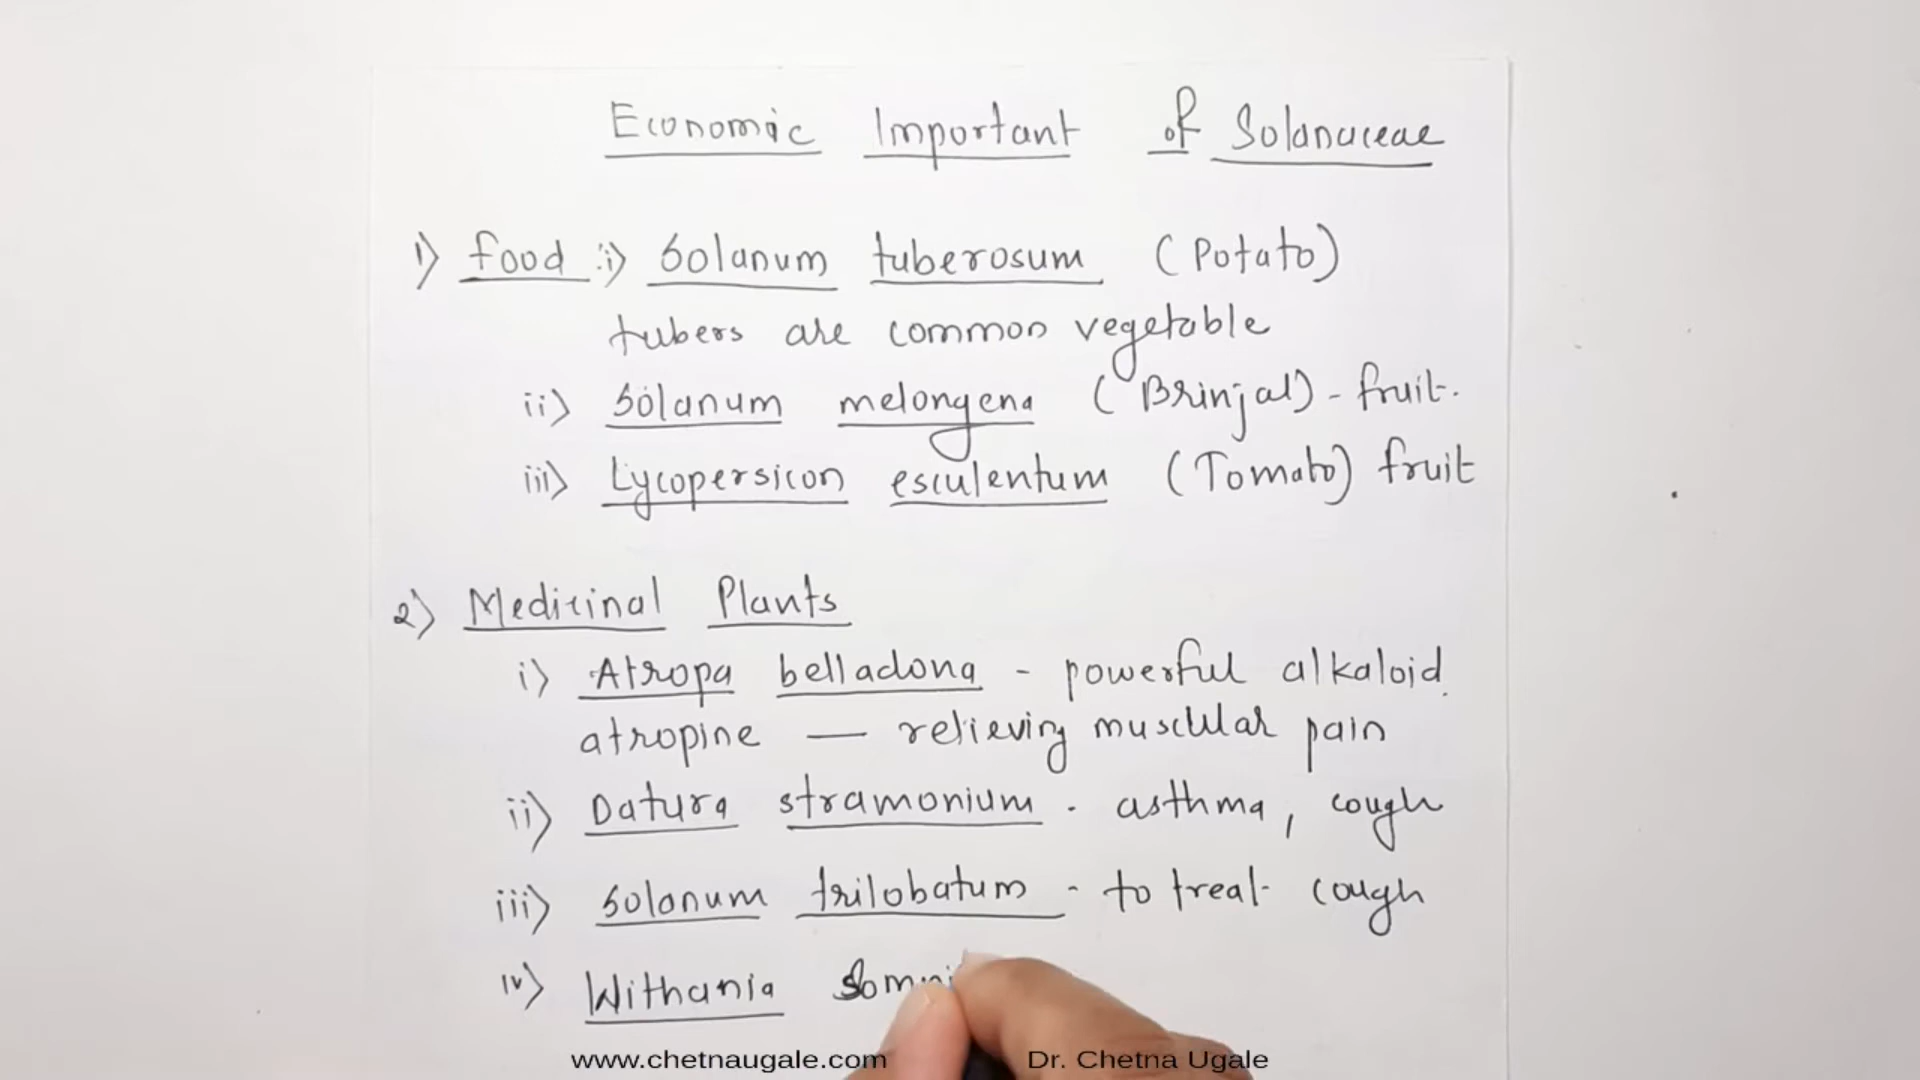 Economic Important of Solanaceae
1) food :i) Solanum tuberosum (Potato)
tubers are common vegetable
ii) Solanum melongena (Brinjal) - fruit.
iii) Lycopersicon esculentum (Tomato) fruit
2) Medicinal Plants
i) Atropa belladona - powerful alkaloid
atropine — relieving muscular pain
ii) Datura stramonium - asthma, cough
iii) Solanum trilobatum - to treat cough
iv) Withania Somni
www.chetnaugale.com Dr. Chetna Ugale